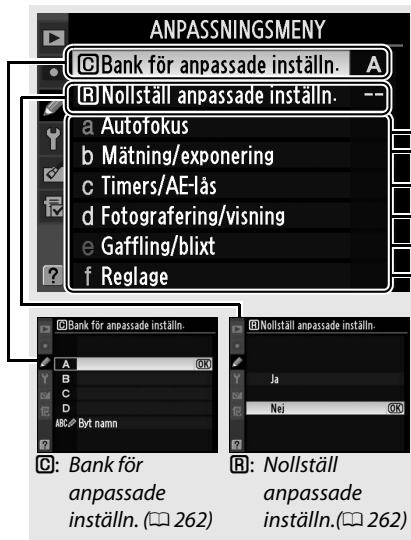 ANPASSNINGSMENY
C Bank för anpassade inställn. A
R Nollställ anpassade inställn. --
a Autofokus
b Mätning/exponering
c Timers/AE-lås
d Fotografering/visning
e Gaffling/blixt
f Reglage
?
C Bank för anpassade inställn.
A OK
B
C
D
ABC Byt namn
?
R Nollställ anpassade inställn.
Ja
Nej OK
?
C: Bank för
anpassade
inställn. (262)
R: Nollställ
anpassade
inställn.(262)